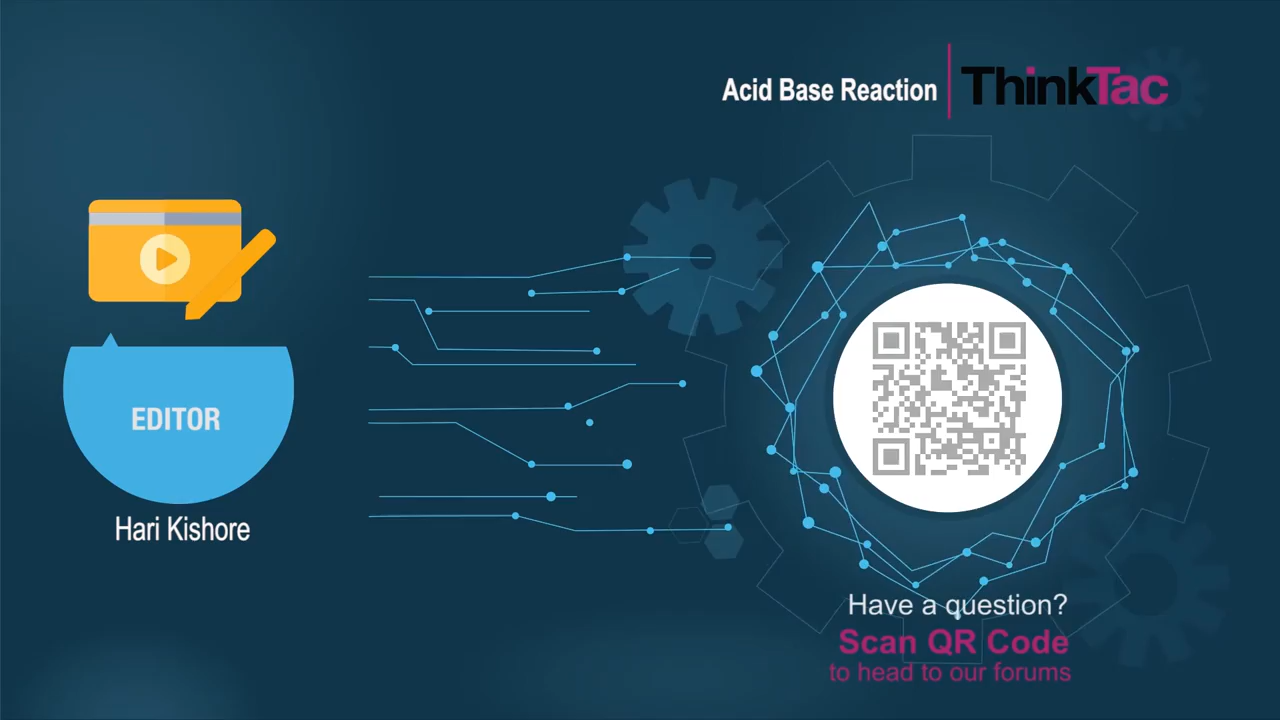 Acid Base Reaction
ThinkTac
EDITOR
Hari Kishore
Have a question?
Scan QR Code
to head to our forums